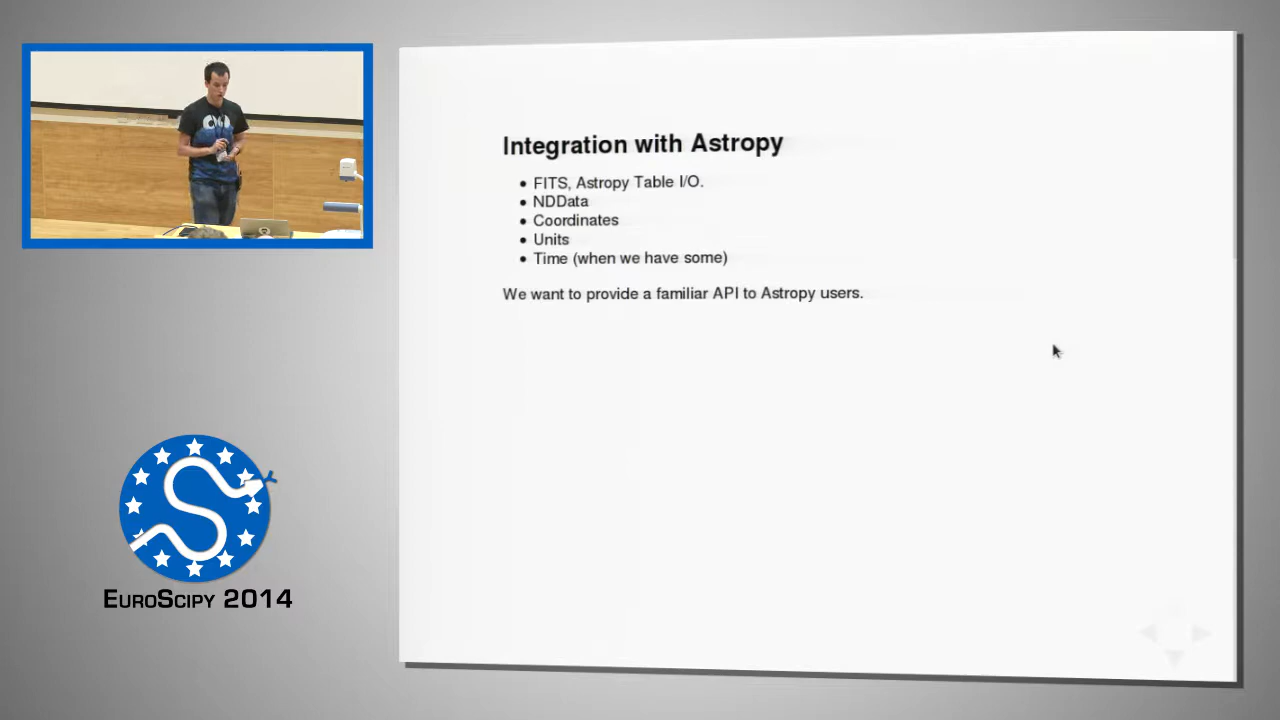 Integration with Astropy
• FITS, Astropy Table I/O.
• NDData
• Coordinates
• Units
• Time (when we have some)
We want to provide a familiar API to Astropy users.
EuroScipy 2014